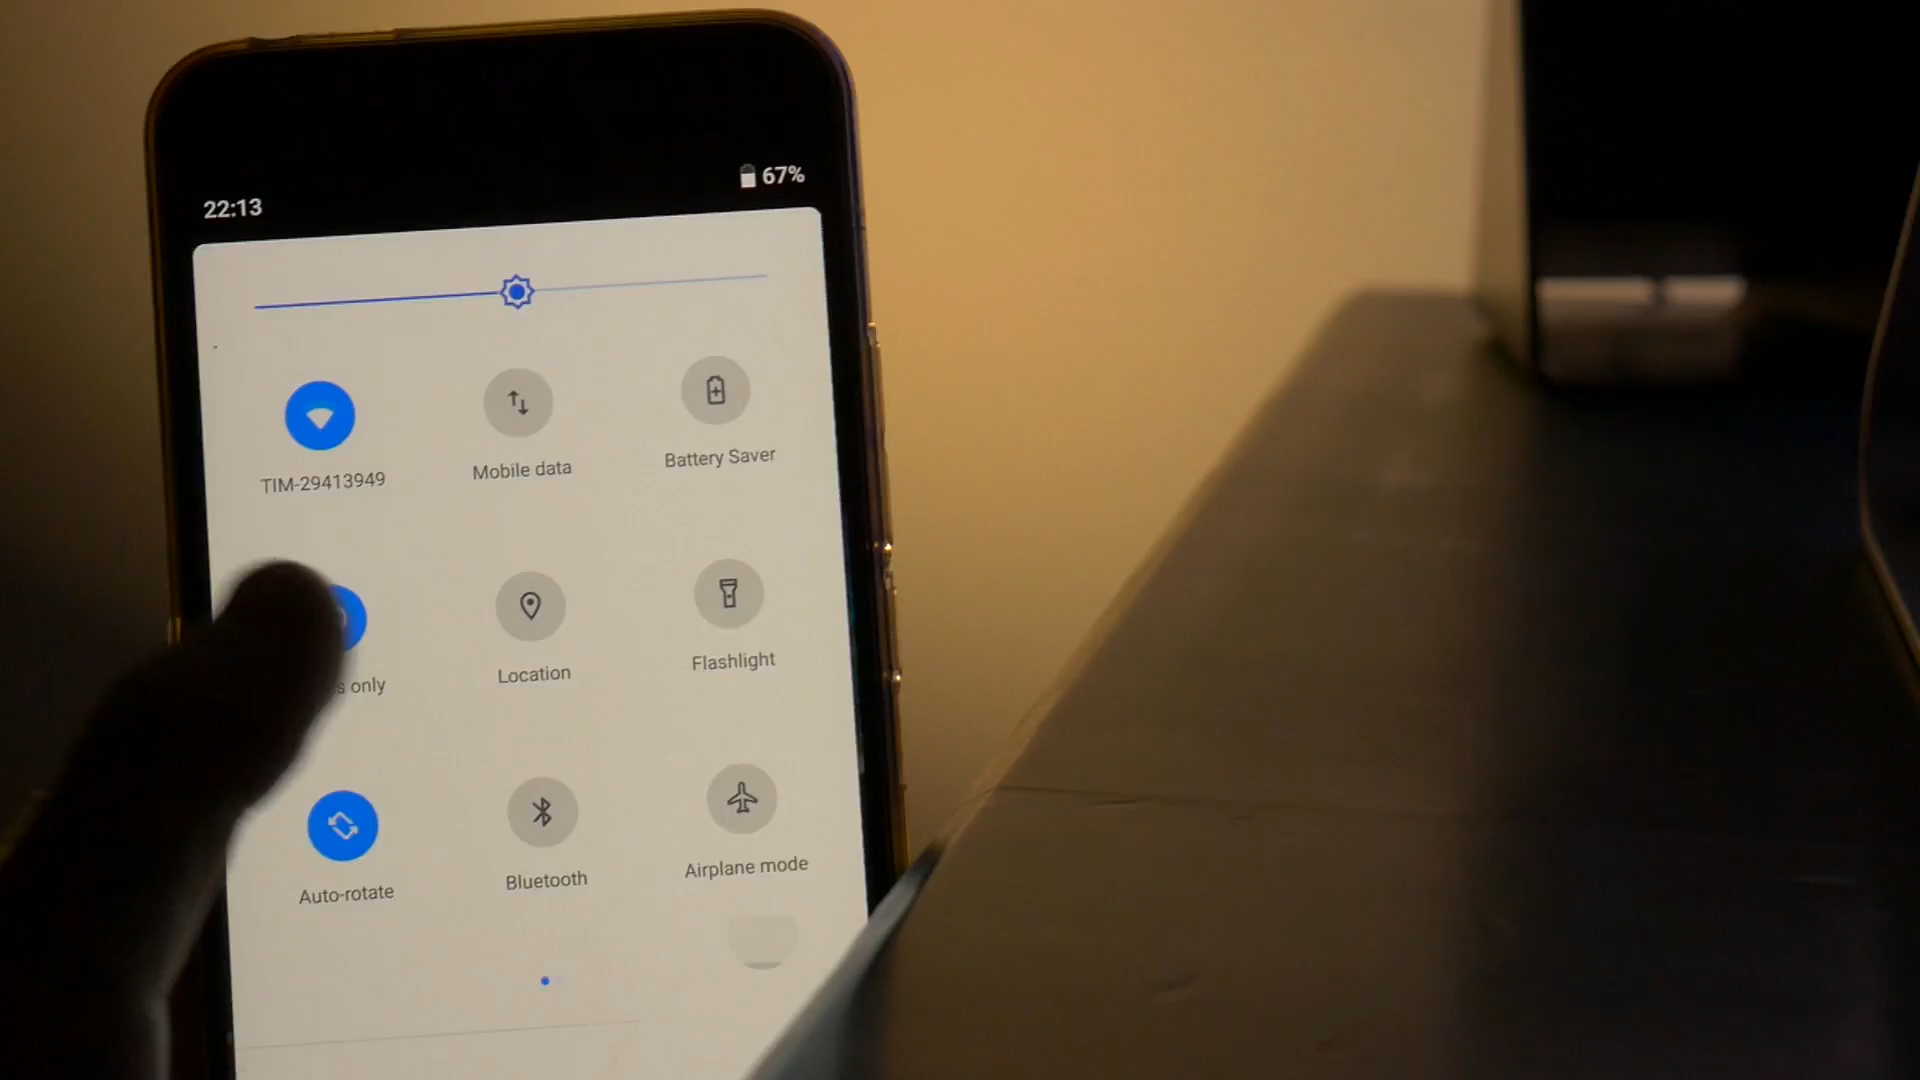 22:13
67%
TIM-29413949
Mobile data
Battery Saver
only
Location
Flashlight
Auto-rotate
Bluetooth
Airplane mode